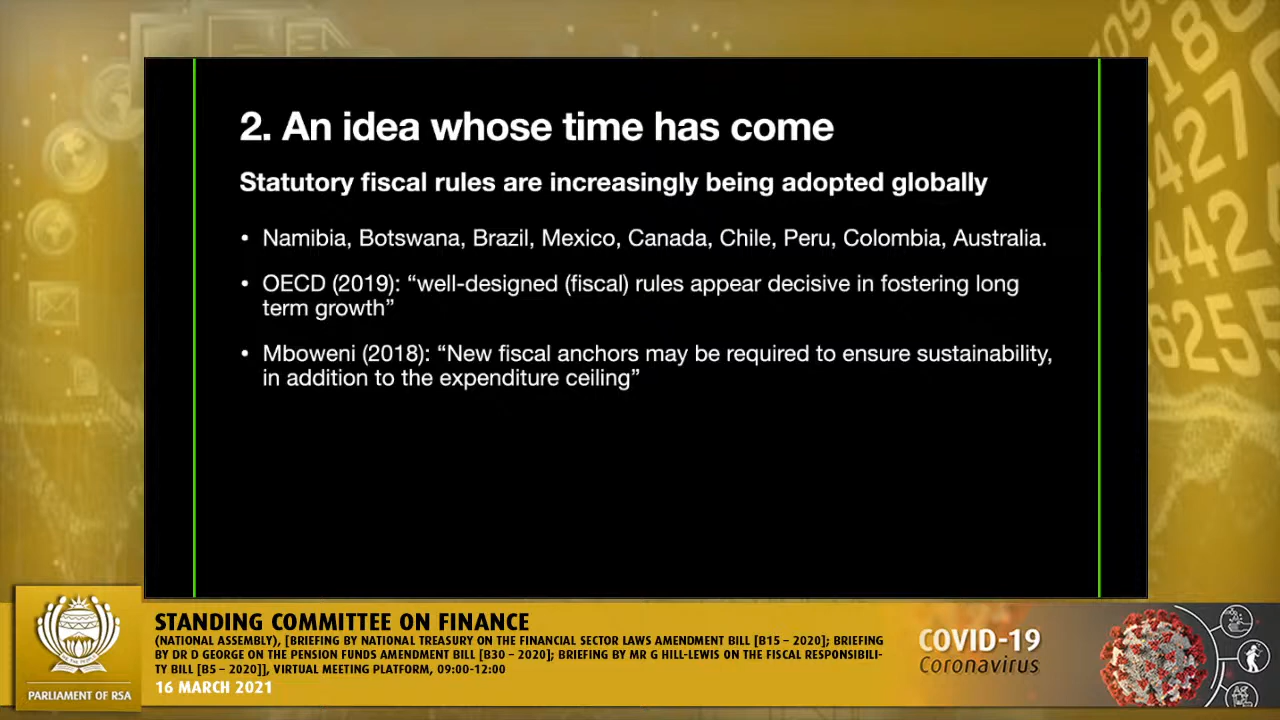 2. An idea whose time has come
Statutory fiscal rules are increasingly being adopted globally
• Namibia, Botswana, Brazil, Mexico, Canada, Chile, Peru, Colombia, Australia.
• OECD (2019): “well-designed (fiscal) rules appear decisive in fostering long
term growth”
• Mboweni (2018): “New fiscal anchors may be required to ensure sustainability,
in addition to the expenditure ceiling”
STANDING COMMITTEE ON FINANCE
(NATIONAL ASSEMBLY), [BRIEFING BY NATIONAL TREASURY ON THE FINANCIAL SECTOR LAWS AMENDMENT BILL [B15 – 2020]; BRIEFING
BY DR D GEORGE ON THE PENSION FUNDS AMENDMENT BILL [B30 – 2020]; BRIEFING BY MR G HILL-LEWIS ON THE FISCAL RESPONSIBILI-
TY BILL [B5 – 2020]], VIRTUAL MEETING PLATFORM, 09:00-12:00
16 MARCH 2021
PARLIAMENT OF RSA
COVID-19
Coronavirus